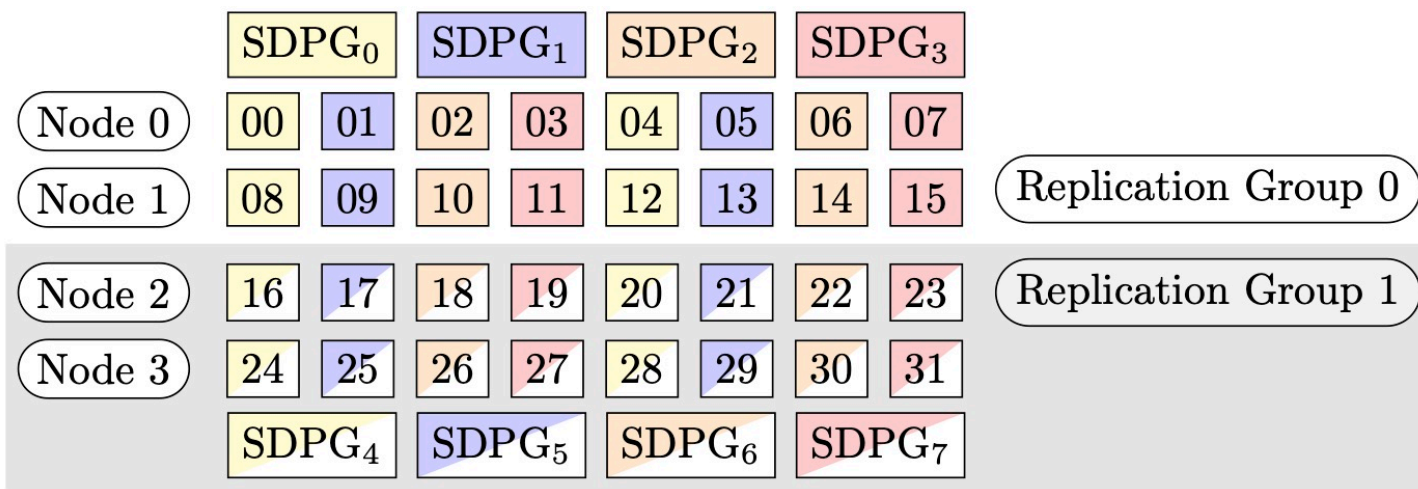 SDPG₀ SDPG₁ SDPG₂ SDPG₃
Node 0 00 01 02 03 04 05 06 07
Node 1 08 09 10 11 12 13 14 15 Replication Group 0
Node 2 16 17 18 19 20 21 22 23 Replication Group 1
Node 3 24 25 26 27 28 29 30 31
SDPG₄ SDPG₅ SDPG₆ SDPG₇